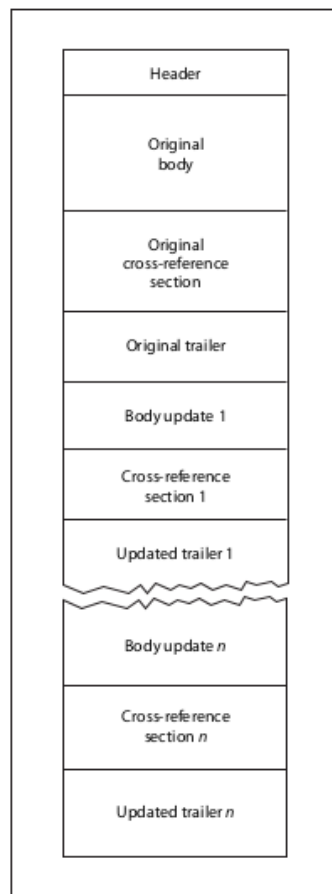 Header
Original
body
Original
cross-reference
section
Original trailer
Body update 1
Cross-reference
section 1
Updated trailer 1
Body update n
Cross-reference
section n
Updated trailer n